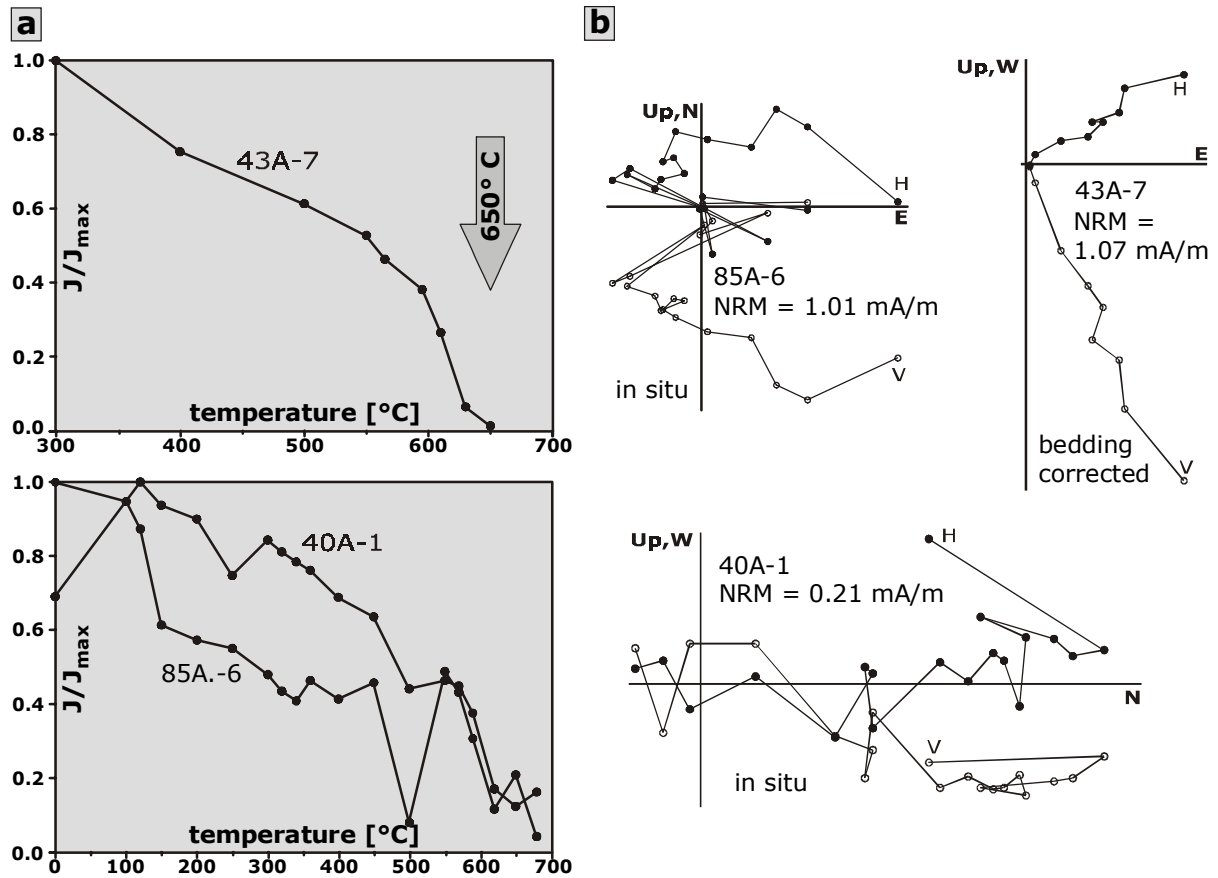 a
1.0
0.8
0.6
0.4
0.2
0.0
J/Jmax
43A-7
650° C
temperature [°C]
300 400 500 600 700
1.0
0.8
0.6
0.4
0.2
0.0
J/Jmax
40A-1
85A.-6
temperature [°C]
0 100 200 300 400 500 600 700
b
Up,N
H
E
85A-6
NRM = 1.01 mA/m
in situ
V
Up,W
H
E
43A-7
NRM =
1.07 mA/m
bedding
corrected
V
Up,W
H
40A-1
NRM = 0.21 mA/m
N
V
in situ